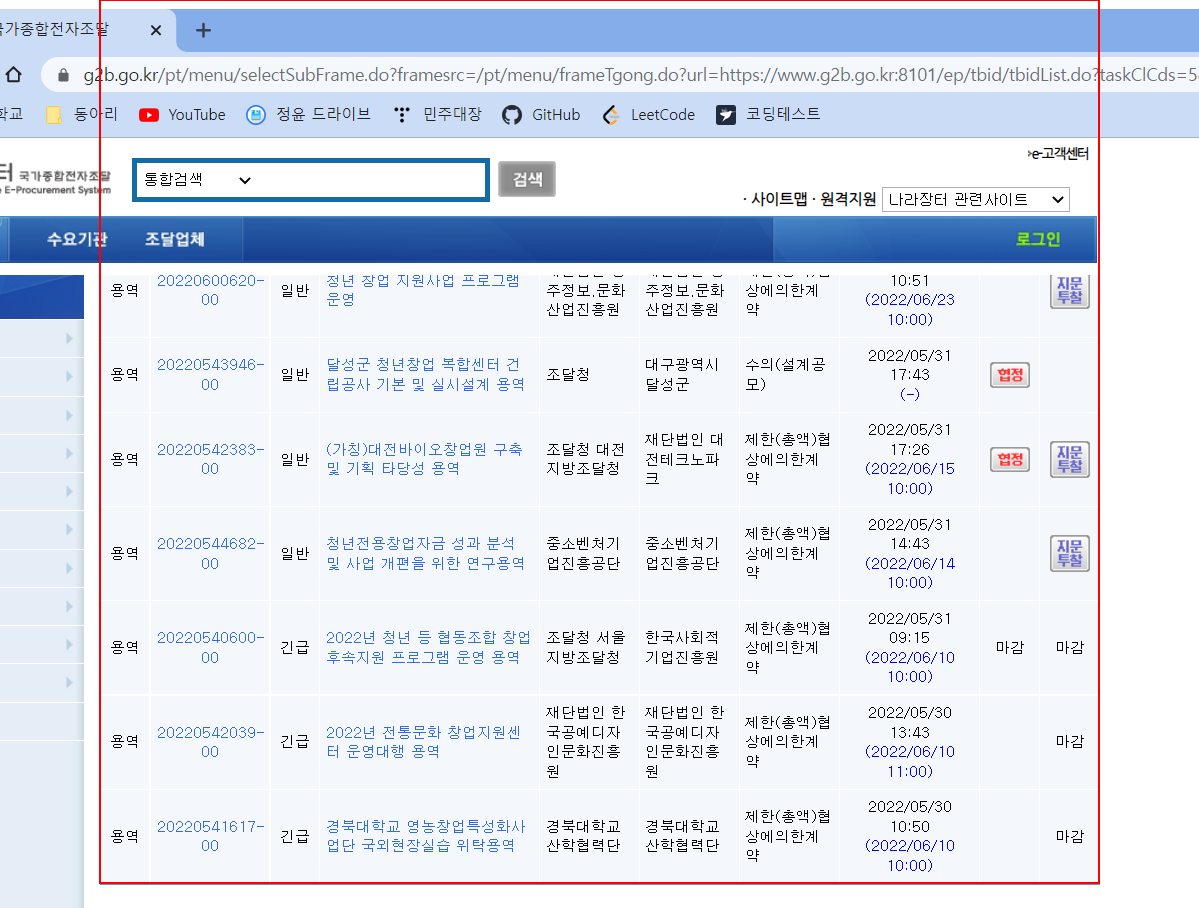 국가종합전자조달
g2b.go.kr/pt/menu/selectSubFrame.do?framesrc=/pt/menu/frameTgong.do?url=https://www.g2b.go.kr:8101/ep/tbid/tbidList.do?taskClCds=5
학교 동아리 YouTube 정윤 드라이브 민주대장 GitHub LeetCode 코딩테스트
e-고객센터
터 국가종합전자조달
e E-Procurement System
통합검색 검색
· 사이트맵 · 원격지원 나라장터 관련사이트
수요기관 조달업체 로그인
용역
20220600620-
00
일반
청년 창업 지원사업 프로그램
운영
주정보.문화
산업진흥원
주정보.문화
산업진흥원
제한(총액)협
상에의한계
약
10:51
(2022/06/23
10:00)
지문
투찰
용역
20220543946-
00
일반
달성군 청년창업 복합센터 건
립공사 기본 및 실시설계 용역
조달청
대구광역시
달성군
수의(설계공
모)
2022/05/31
17:43
(-)
협정
용역
20220542383-
00
일반
(가칭)대전바이오창업원 구축
및 기획 타당성 용역
조달청 대전
지방조달청
재단법인 대
전테크노파
크
제한(총액)협
상에의한계
약
2022/05/31
17:26
(2022/06/15
10:00)
협정
지문
투찰
용역
20220544682-
00
일반
청년전용창업자금 성과 분석
및 사업 개편을 위한 연구용역
중소벤처기
업진흥공단
중소벤처기
업진흥공단
제한(총액)협
상에의한계
약
2022/05/31
14:43
(2022/06/14
10:00)
지문
투찰
용역
20220540600-
00
긴급
2022년 청년 등 협동조합 창업
후속지원 프로그램 운영 용역
조달청 서울
지방조달청
한국사회적
기업진흥원
제한(총액)협
상에의한계
약
2022/05/31
09:15
(2022/06/10
10:00)
마감
마감
용역
20220542039-
00
긴급
2022년 전통문화 창업지원센
터 운영대행 용역
재단법인 한
국공예디자
인문화진흥
원
재단법인 한
국공예디자
인문화진흥
원
제한(총액)협
상에의한계
약
2022/05/30
13:43
(2022/06/10
11:00)
마감
용역
20220541617-
00
긴급
경북대학교 영농창업특성화사
업단 국외현장실습 위탁용역
경북대학교
산학협력단
경북대학교
산학협력단
제한(총액)협
상에의한계
약
2022/05/30
10:50
(2022/06/10
10:00)
마감